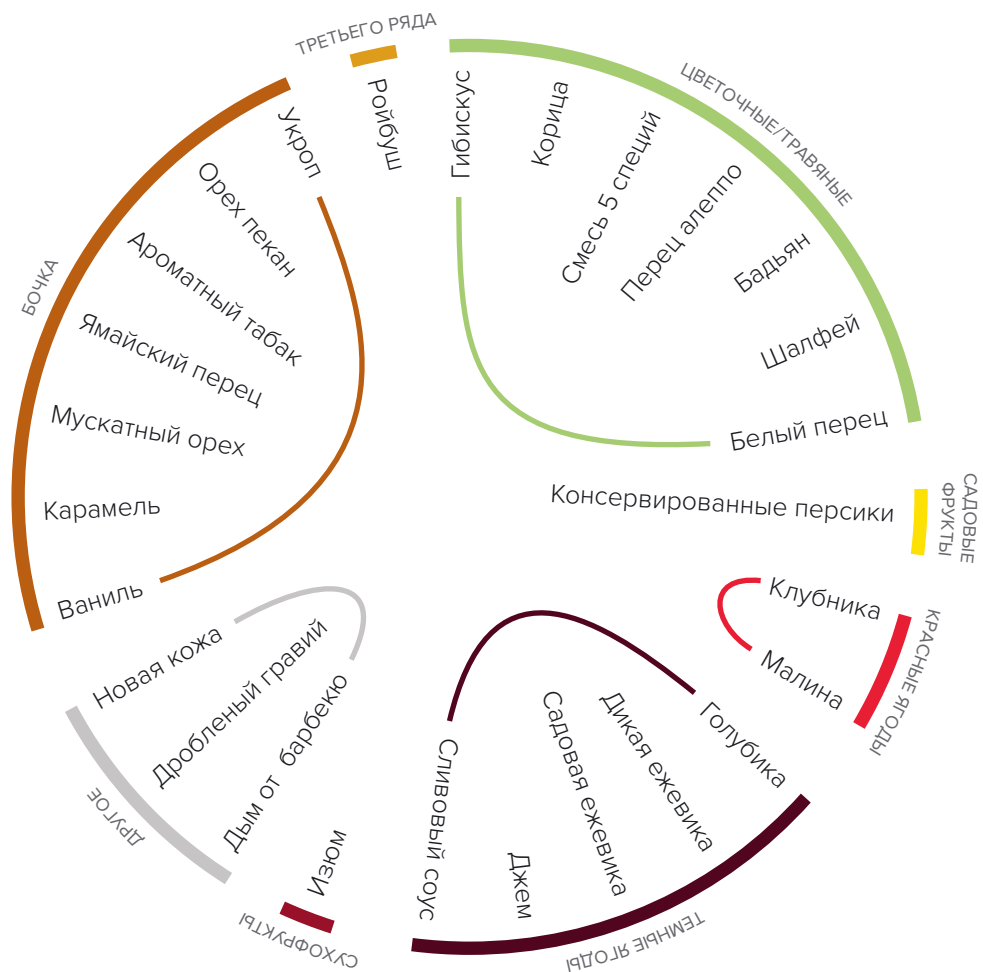 ТРЕТЬЕГО РЯДА
Ройбуш
ЦВЕТОЧНЫЕ/ТРАВЯНЫЕ
Гибискус
Корица
Смесь 5 специй
Перец алеппо
Бадьян
Шалфей
Белый перец
САДОВЫЕ
ФРУКТЫ
Консервированные персики
КРАСНЫЕ ЯГОДЫ
Клубника
Малина
ТЕМНЫЕ ЯГОДЫ
Голубика
Дикая ежевика
Садовая ежевика
Джем
Сливовый соус
СУХОФРУКТЫ
Изюм
ДРУГОЕ
Дым от барбекю
Дробленый гравий
Новая кожа
БОЧКА
Ваниль
Карамель
Мускатный орех
Ямайский перец
Ароматный табак
Орех пекан
Укроп